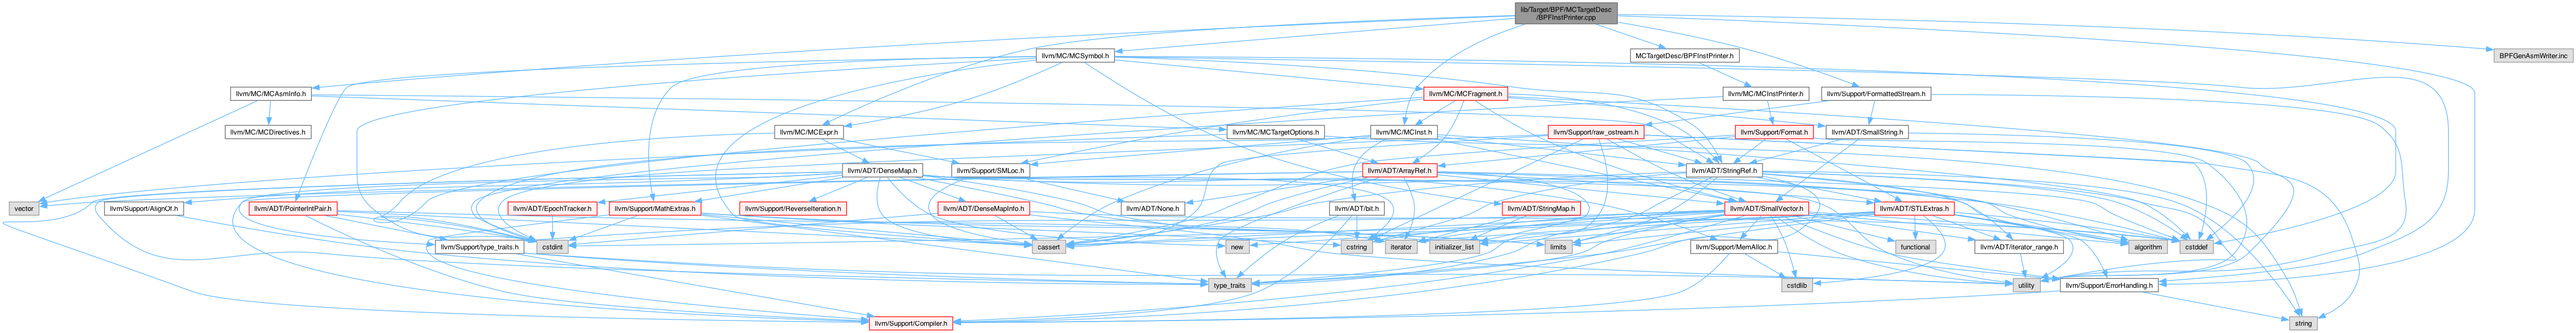 lib/Target/BPF/MCTargetDesc
/BPFInstPrinter.cpp
llvm/MC/MCSymbol.h
MCTargetDesc/BPFInstPrinter.h
BPFGenAsmWriter.inc
llvm/MC/MCAsmInfo.h
llvm/MC/MCFragment.h
llvm/MC/MCInstPrinter.h
llvm/Support/FormattedStream.h
llvm/MC/MCDirectives.h
llvm/MC/MCExpr.h
llvm/MC/MCTargetOptions.h
llvm/MC/MCInst.h
llvm/Support/raw_ostream.h
llvm/Support/Format.h
llvm/ADT/SmallString.h
llvm/ADT/DenseMap.h
llvm/Support/SMLoc.h
llvm/ADT/ArrayRef.h
llvm/ADT/StringRef.h
vector
llvm/Support/AlignOf.h
llvm/ADT/PointerIntPair.h
llvm/ADT/EpochTracker.h
llvm/Support/MathExtras.h
llvm/Support/ReverseIteration.h
llvm/ADT/DenseMapInfo.h
llvm/ADT/None.h
llvm/ADT/bit.h
llvm/ADT/StringMap.h
llvm/ADT/SmallVector.h
llvm/ADT/STLExtras.h
llvm/Support/type_traits.h
cstdint
new
cassert
cstring
iterator
initializer_list
limits
llvm/Support/MemAlloc.h
functional
llvm/ADT/iterator_range.h
algorithm
cstddef
type_traits
cstdlib
utility
llvm/Support/ErrorHandling.h
llvm/Support/Compiler.h
string